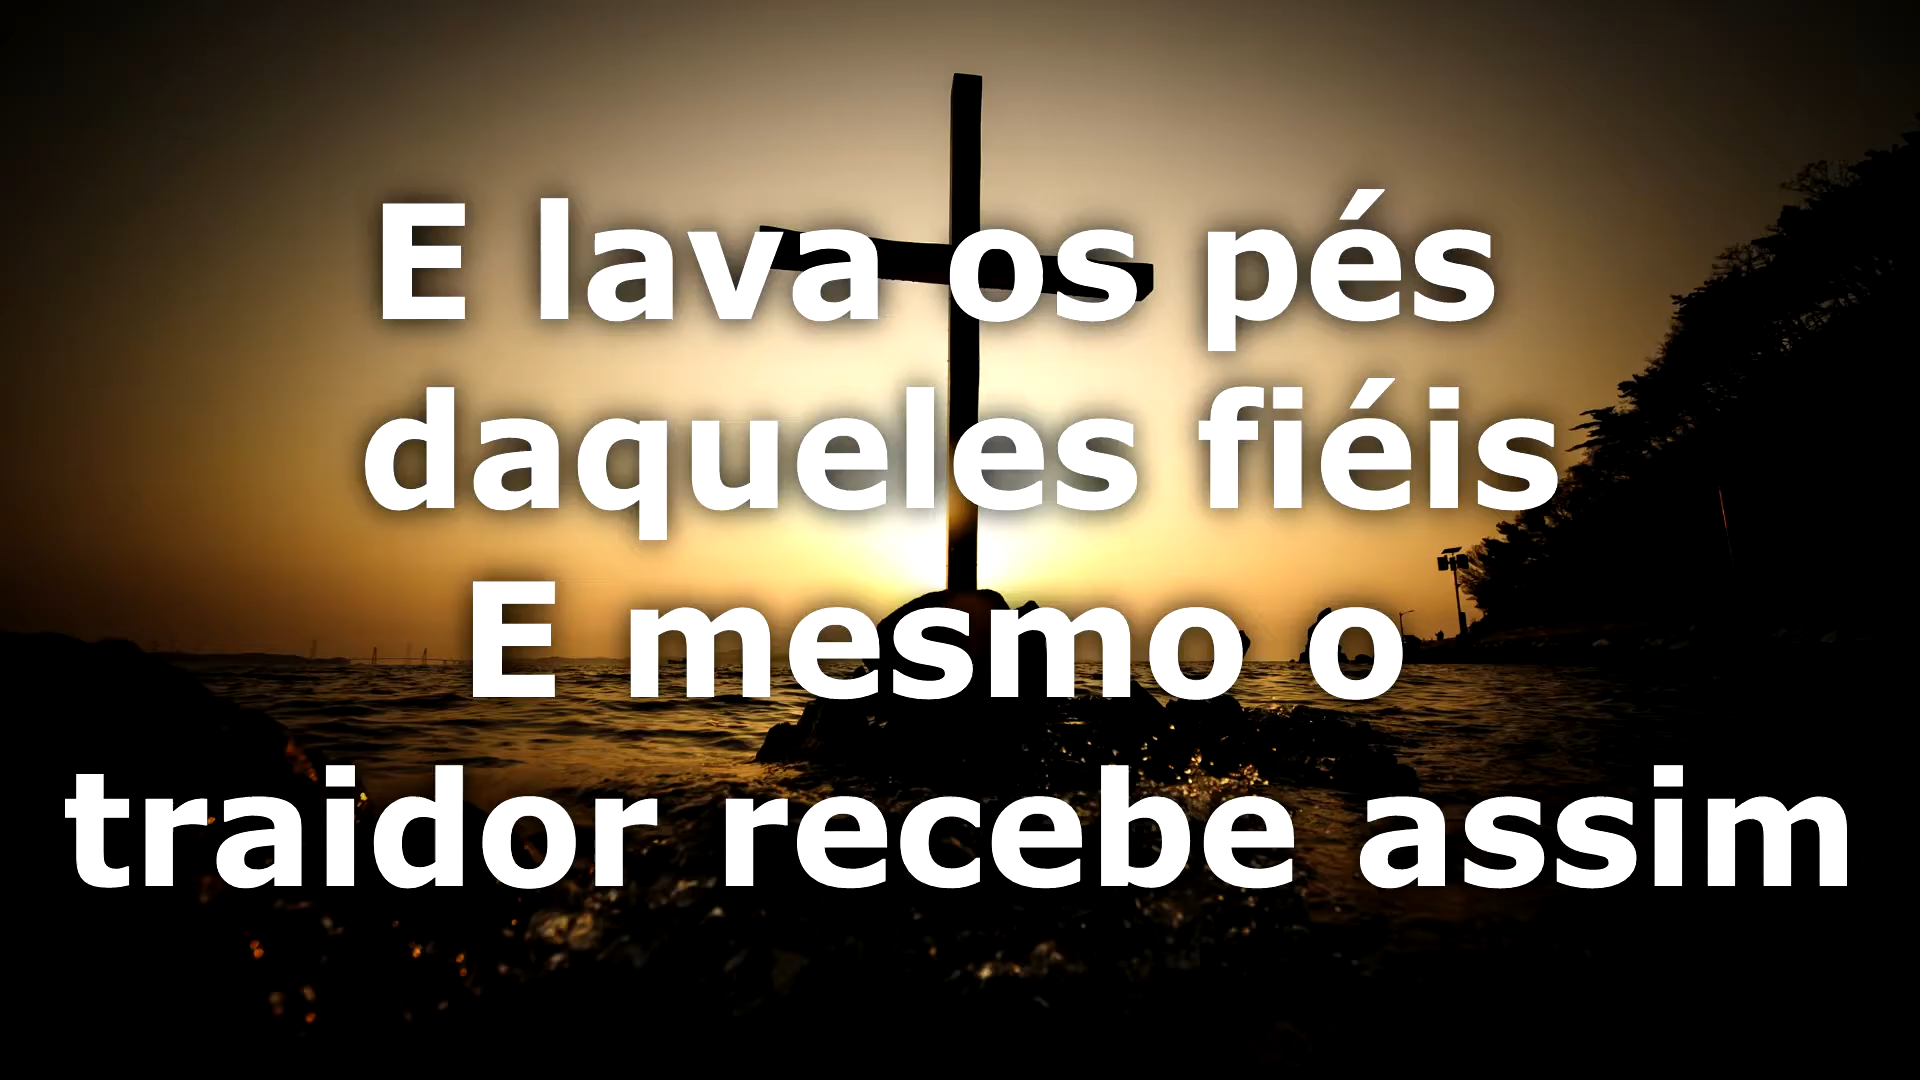 E lava os pés
daqueles fiéis
E mesmo o
traidor recebe assim